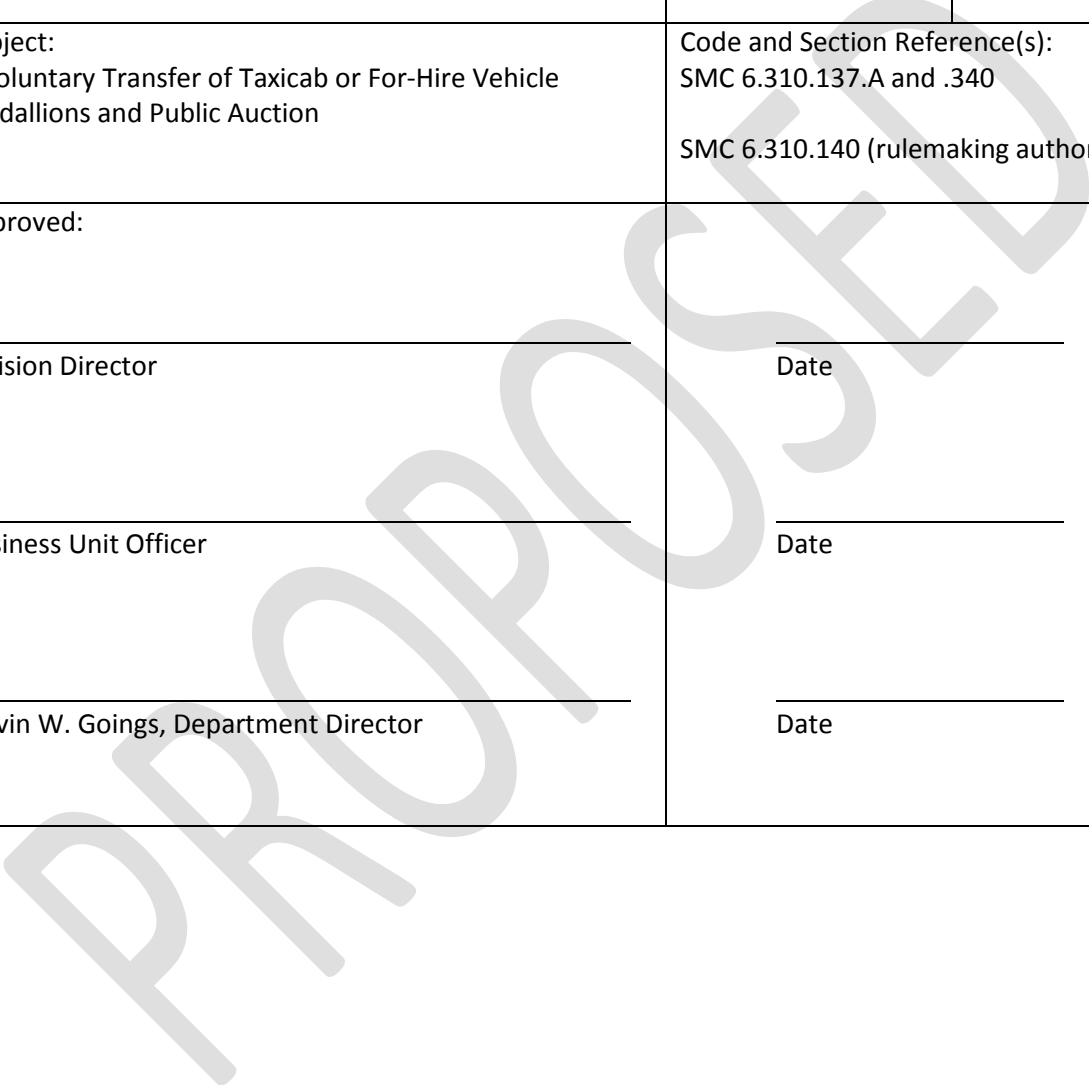 ject:
oluntary Transfer of Taxicab or For-Hire Vehicle
dallions and Public Auction
Code and Section Reference(s):
SMC 6.310.137.A and .340
SMC 6.310.140 (rulemaking author
proved:
ision Director
Date
siness Unit Officer
Date
vin W. Goings, Department Director
Date
PROPOSED